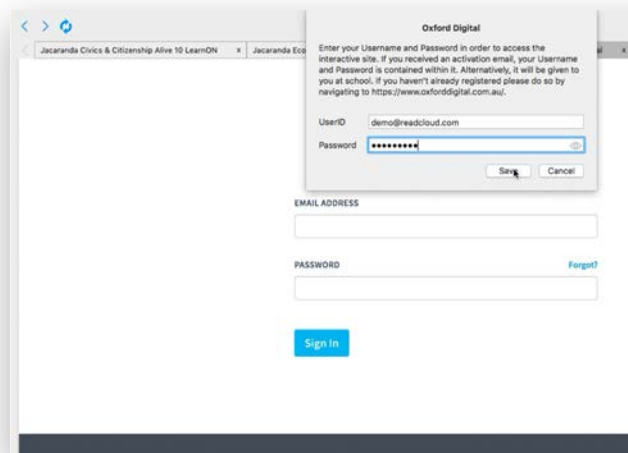 Oxford Digital
Jacaranda Civics & Citizenship Alive 10 LearnON x Jacaranda Eco
x
Enter your Username and Password in order to access the
interactive site. If you received an activation email, your Username
and Password is contained within it. Alternatively, it will be given to
you at school. If you haven't already registered please do so by
navigating to https://www.oxforddigital.com.au/.
UserID demo@readcloud.com
Password •••••••••
Save Cancel
EMAIL ADDRESS
PASSWORD Forgot?
Sign In